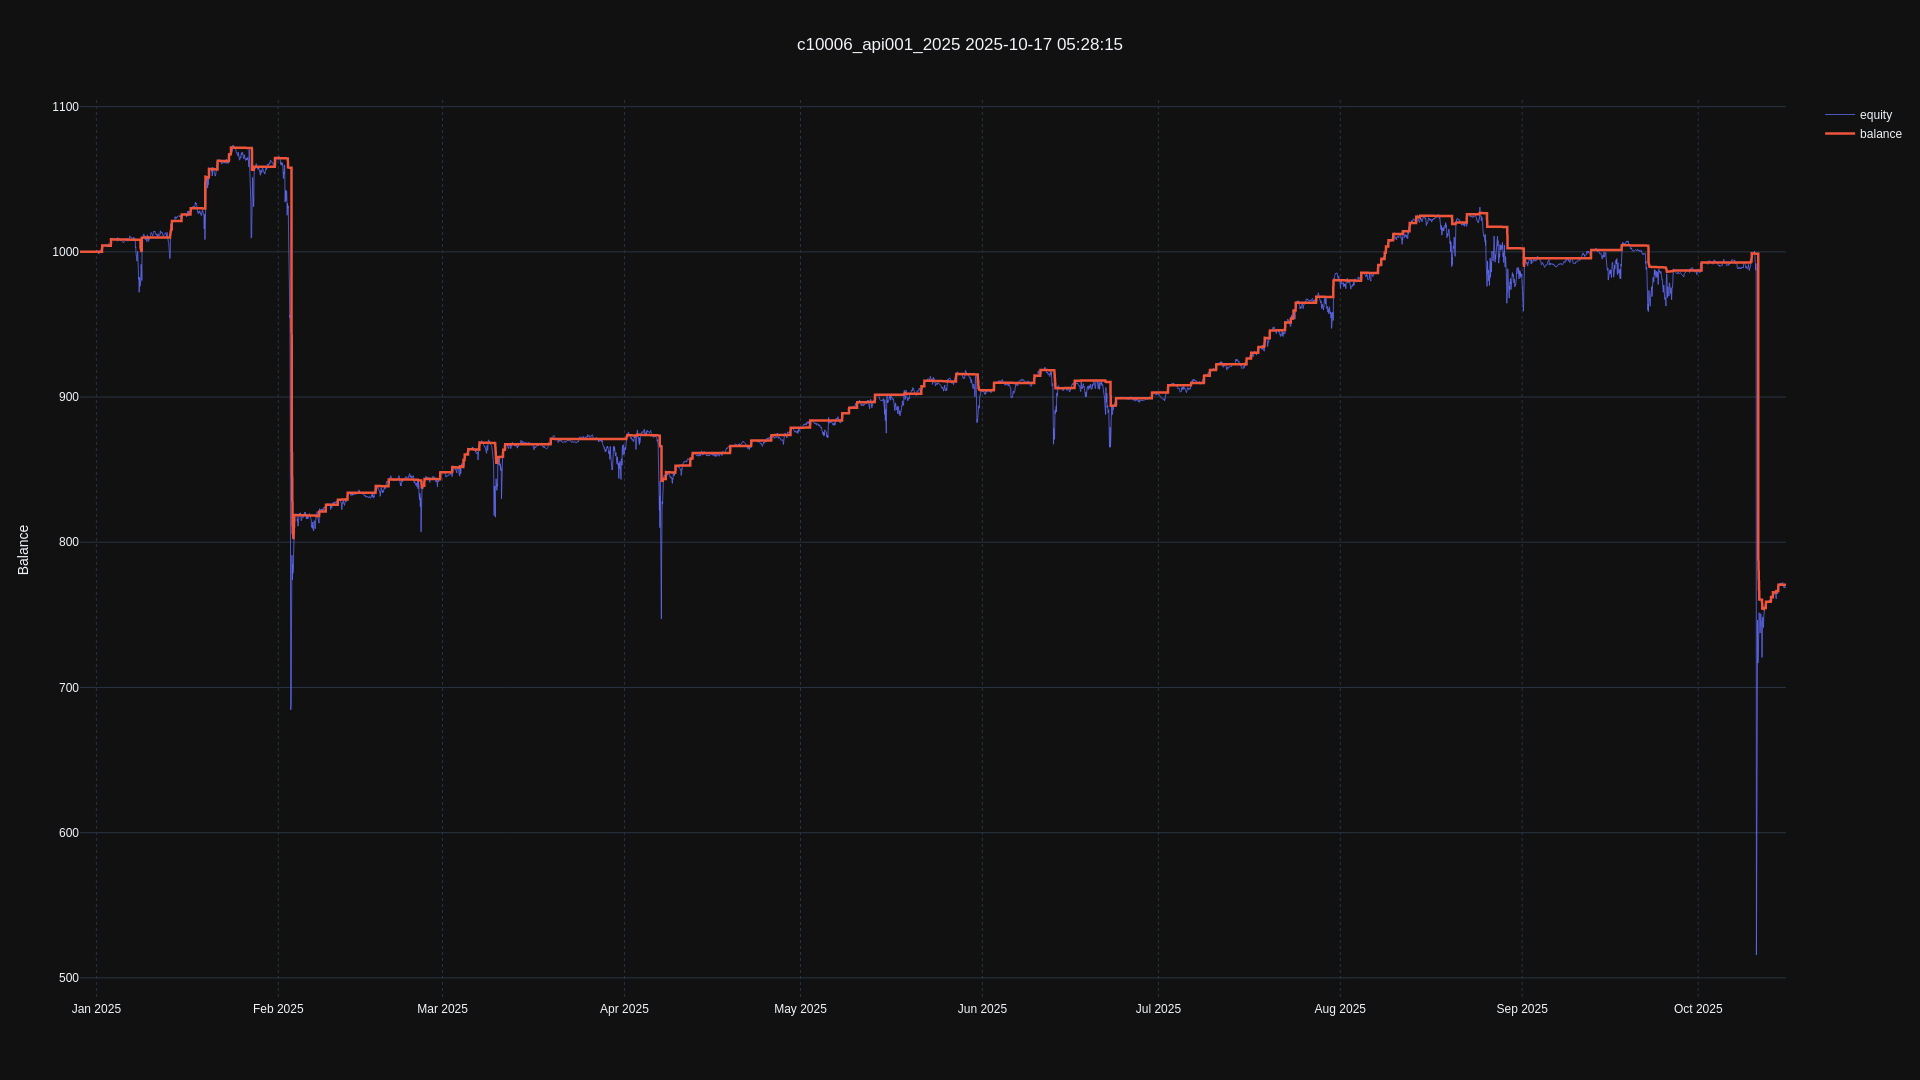 c10006_api001_2025 2025-10-17 05:28:15
equity
balance
Balance
1100
1000
900
800
700
600
500
Jan 2025
Feb 2025
Mar 2025
Apr 2025
May 2025
Jun 2025
Jul 2025
Aug 2025
Sep 2025
Oct 2025